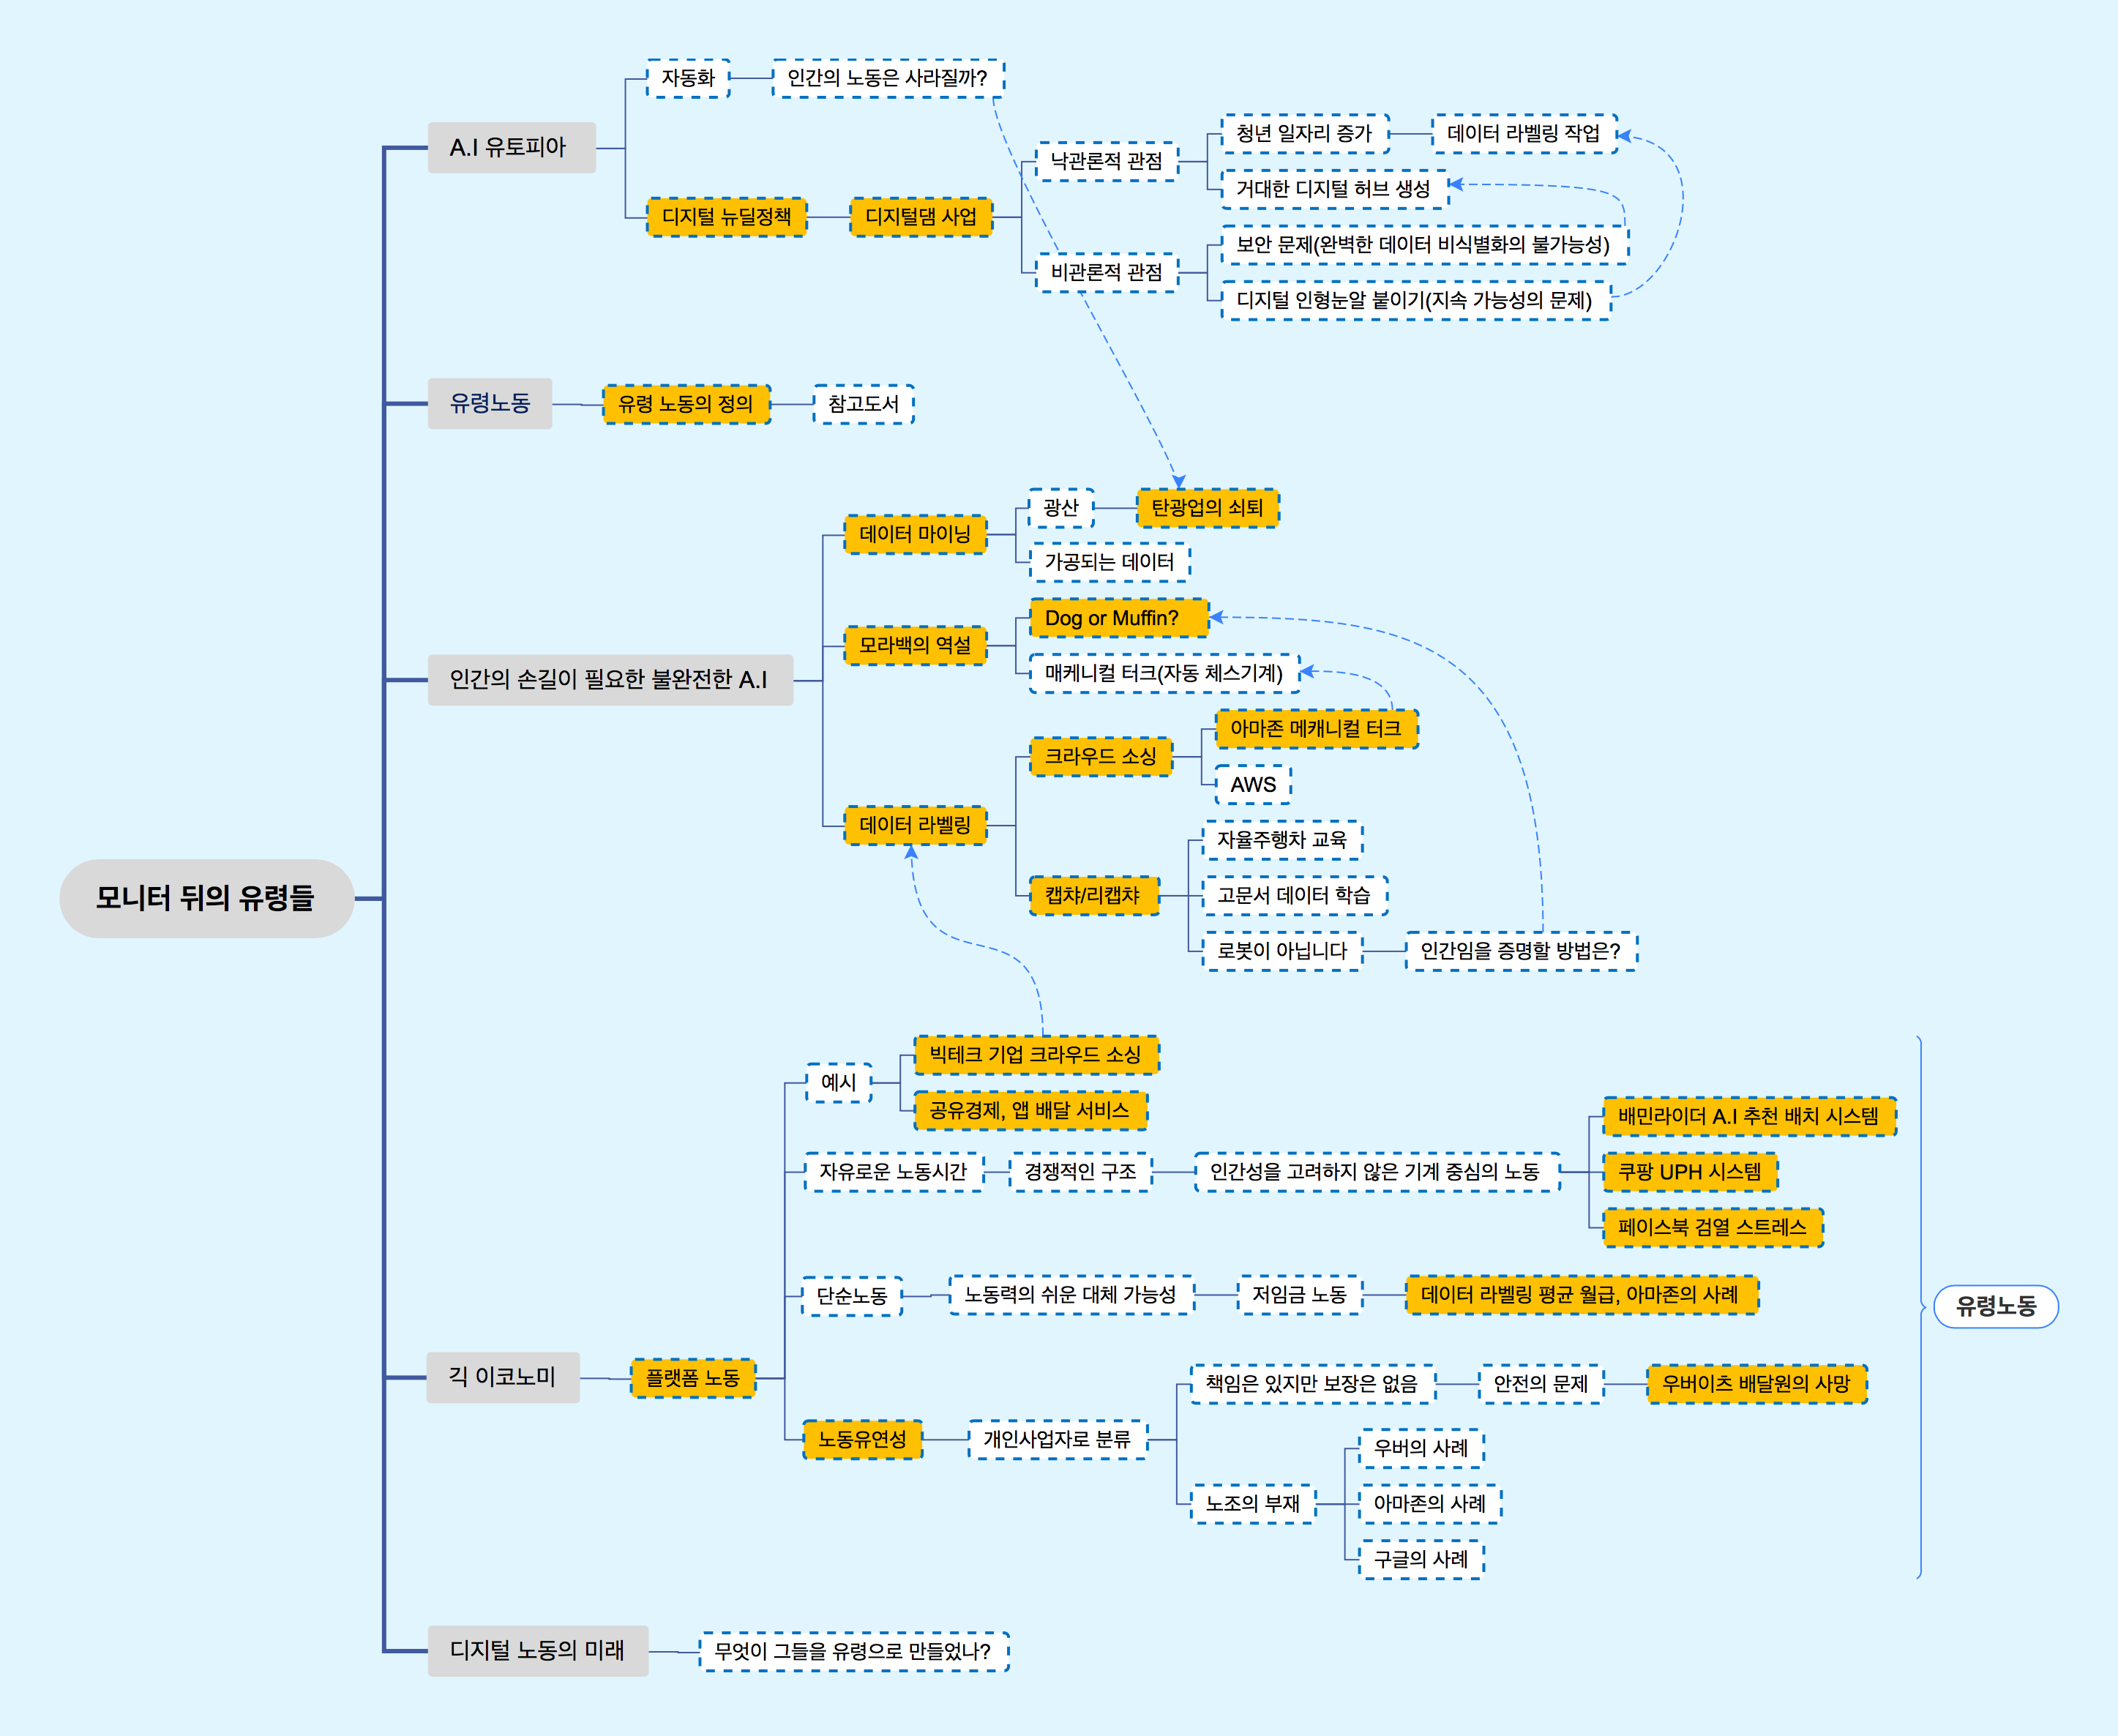 모니터 뒤의 유령들
A.I 유토피아
자동화
인간의 노동은 사라질까?
디지털 뉴딜정책
디지털댐 사업
낙관론적 관점
청년 일자리 증가
데이터 라벨링 작업
거대한 디지털 허브 생성
비관론적 관점
보안 문제(완벽한 데이터 비식별화의 불가능성)
디지털 인형눈알 붙이기(지속 가능성의 문제)
유령노동
유령 노동의 정의
참고도서
인간의 손길이 필요한 불완전한 A.I
데이터 마이닝
광산
탄광업의 쇠퇴
가공되는 데이터
모라백의 역설
Dog or Muffin?
매케니컬 터크(자동 체스기계)
데이터 라벨링
크라우드 소싱
아마존 메캐니컬 터크
AWS
캡챠/리캡챠
자율주행차 교육
고문서 데이터 학습
로봇이 아닙니다
인간임을 증명할 방법은?
긱 이코노미
플랫폼 노동
예시
빅테크 기업 크라우드 소싱
공유경제, 앱 배달 서비스
자유로운 노동시간
경쟁적인 구조
인간성을 고려하지 않은 기계 중심의 노동
배민라이더 A.I 추천 배치 시스템
쿠팡 UPH 시스템
페이스북 검열 스트레스
단순노동
노동력의 쉬운 대체 가능성
저임금 노동
데이터 라벨링 평균 월급, 아마존의 사례
노동유연성
개인사업자로 분류
책임은 있지만 보장은 없음
안전의 문제
우버이츠 배달원의 사망
노조의 부재
우버의 사례
아마존의 사례
구글의 사례
유령노동
디지털 노동의 미래
무엇이 그들을 유령으로 만들었나?